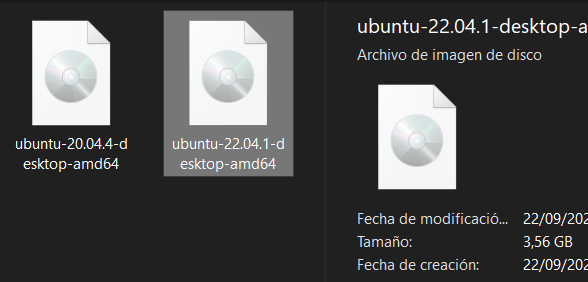 ubuntu-20.04.4-d
esktop-amd64
ubuntu-22.04.1-d
esktop-amd64
ubuntu-22.04.1-desktop-a
Archivo de imagen de disco
Fecha de modificació... 22/09/202
Tamaño: 3,56 GB
Fecha de creación: 22/09/202